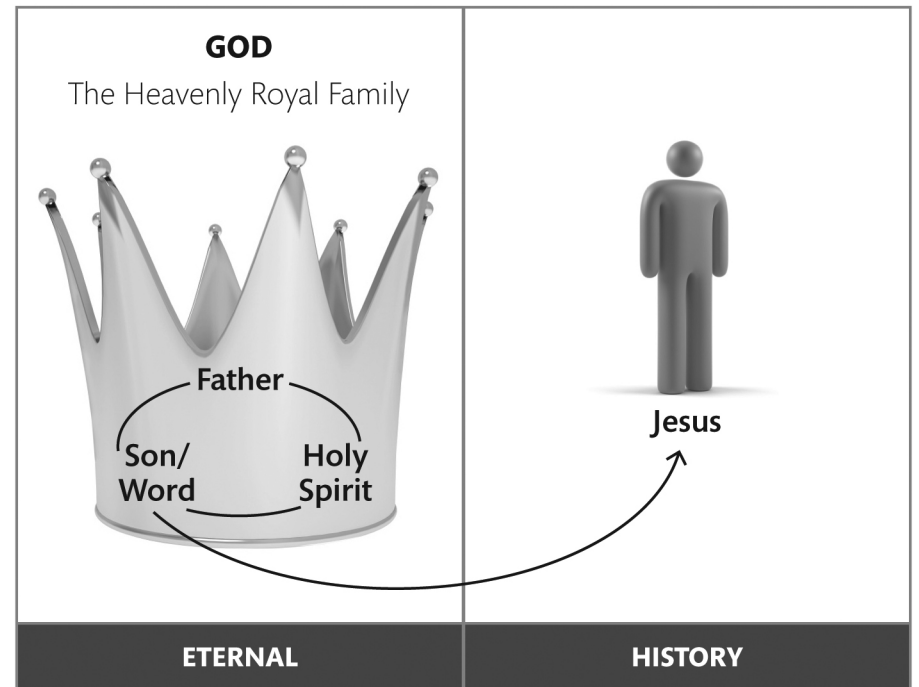 GOD
The Heavenly Royal Family
Father
Son/
Word
Holy
Spirit
Jesus
ETERNAL
HISTORY